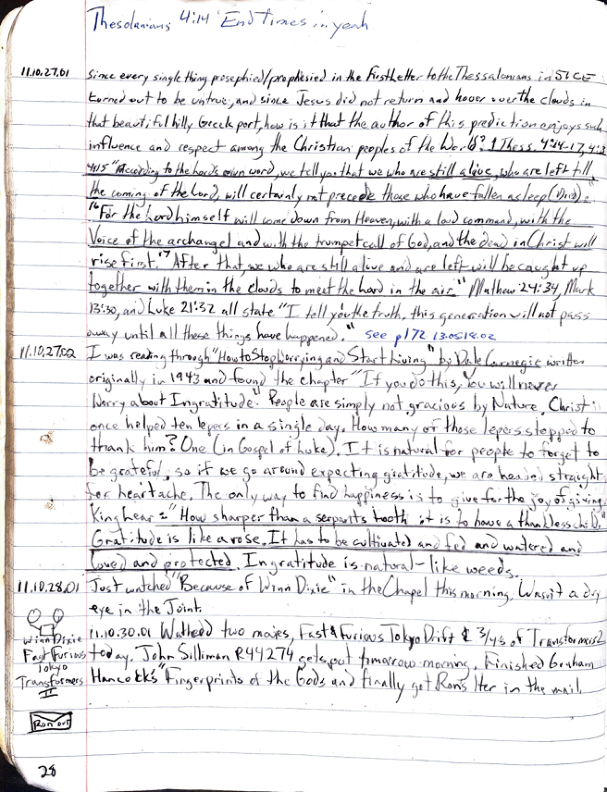 Thesolonians 4:14 End Times... yeah
11.10.27.01 Since every single thing prosephied/prophesied in the First Letter to the Thessalonians in 51CE
turned out to be untrue, and since Jesus did not return and hover over the clouds in
that beautiful hilly Greek port, how is it that the author of this prediction enjoys such
influence and respect among the Christian peoples of the World? 1 Thess. 4:14-17, 4:3
4:15 "According to the Lord's own word, we tell you that we who are still alive, who are left till
the coming of the Lord, will certainly not precede those who have fallen asleep (Died)."
"16 For the Lord himself will come down from Heaven, with a loud command, with the
Voice of the archangel and with the trumpet call of God, and the dead in Christ will
rise first. 17 After that, we who are still alive and are left will be caught up
together with them in the clouds to meet the Lord in the air." Mathew 24:34, Mark
13:30, and Luke 21:32 all state "I tell you the truth, this generation will not pass
away until all these things have happened." see p172 13.05.18.02
11.10.27.02 I was reading through "How to Stop Worrying and Start Living" by Dale Carnegie written
originally in 1943 and found the chapter "If you do this, You will never
Worry about Ingratitude". People are simply not gracious by Nature. Christ
once helped ten lepers in a single day. How many of those lepers stopped to
thank him? One (in Gospel of Luke). It is natural for people to forget to
be grateful, so if we go around expecting gratitude, we are headed straight
for heartache. The only way to find happiness is to give for the joy of giving.
King Lear = "How sharper than a serpents tooth it is to have a thankless child"
Gratitude is like a rose. It has to be cultivated and fed and watered and
loved and protected. Ingratitude is natural - like weeds.
11.10.28.01 Just watched "Because of Winn Dixie" in the Chapel this morning. Wasn't a dry
eye in the Joint.
11.10.30.01 Watched two movies, Fast & Furious Tokyo Drift & 3/4s of Transformers 2
today. John Silliman R44274 gets out tomorrow morning. Finished Graham
Hancock's "Fingerprints of the Gods and finally got Ron's lter in the mail.
Winn Dixie
Fast Furious
Tokyo
Transformers
II
Ron out
28